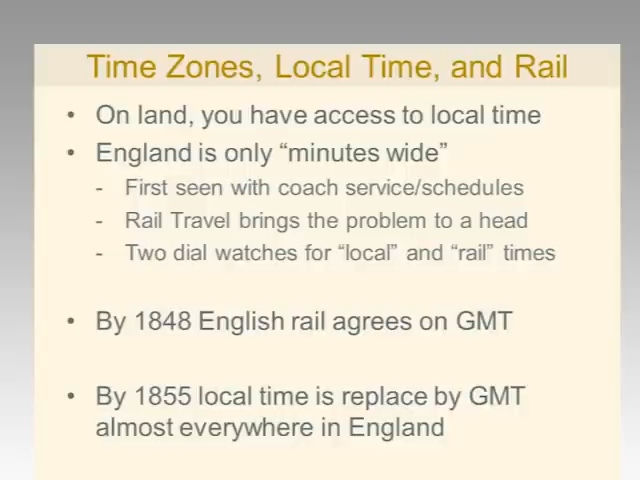 Time Zones, Local Time, and Rail
• On land, you have access to local time
• England is only “minutes wide”
- First seen with coach service/schedules
- Rail Travel brings the problem to a head
- Two dial watches for “local” and “rail” times
• By 1848 English rail agrees on GMT
• By 1855 local time is replace by GMT
almost everywhere in England